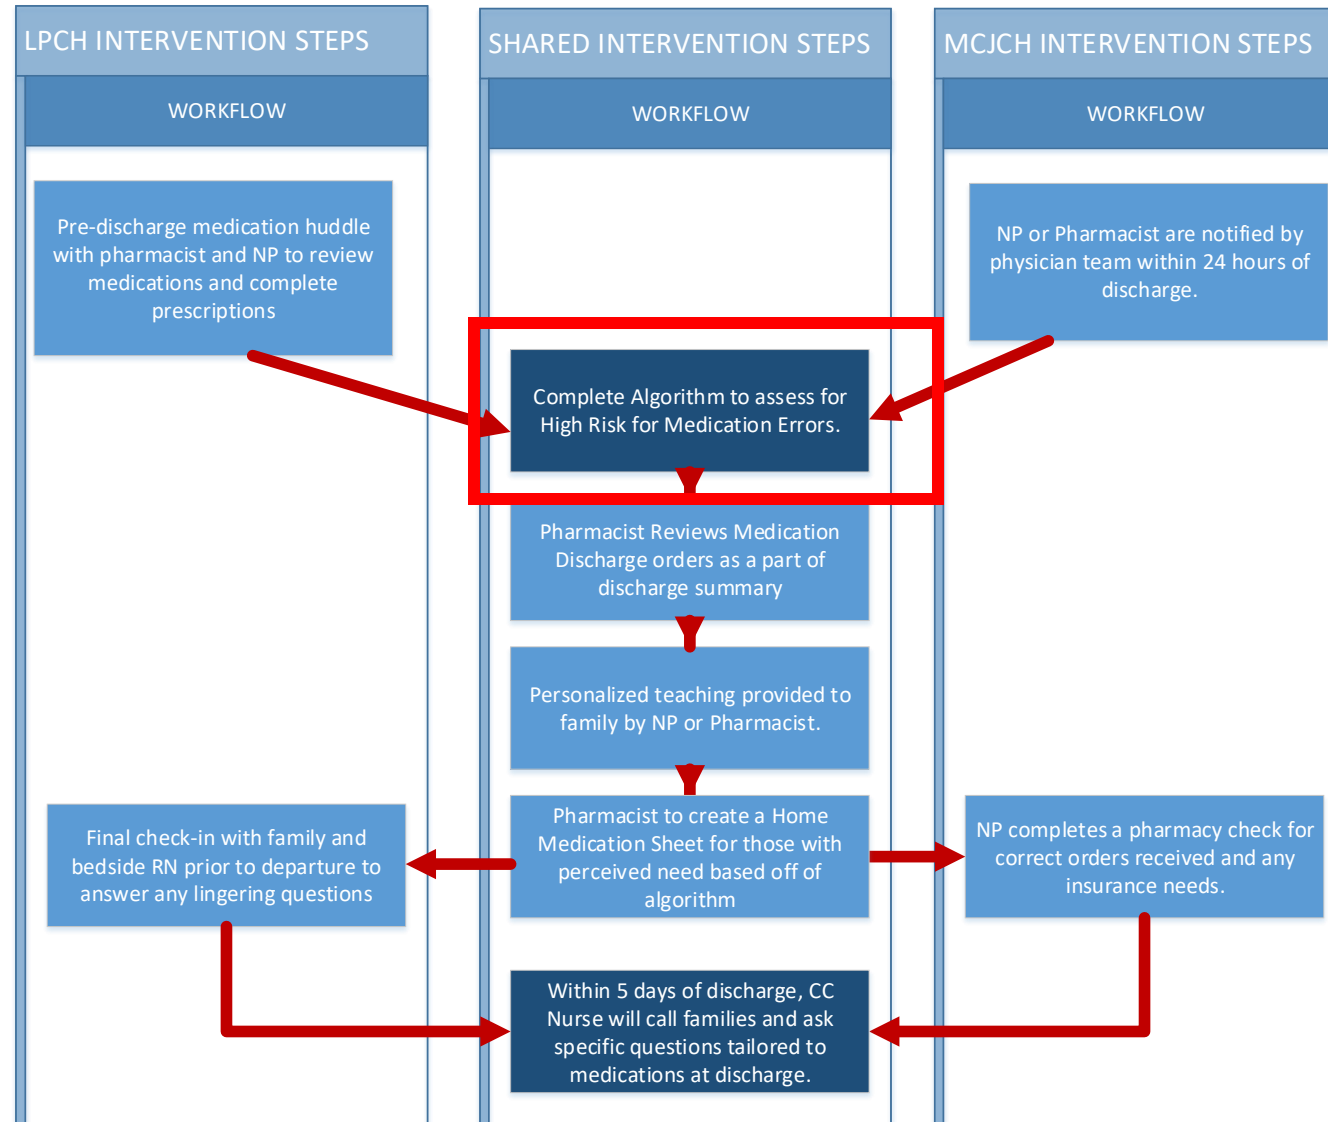 LPCH INTERVENTION STEPS
SHARED INTERVENTION STEPS
MCJCH INTERVENTION STEPS
WORKFLOW
WORKFLOW
WORKFLOW
Pre-discharge medication huddle
with pharmacist and NP to review
medications and complete
prescriptions
NP or Pharmacist are notified by
physician team within 24 hours of
discharge.
Complete Algorithm to assess for
High Risk for Medication Errors.
Pharmacist Reviews Medication
Discharge orders as a part of
discharge summary
Personalized teaching provided to
family by NP or Pharmacist.
Final check-in with family and
bedside RN prior to departure to
answer any lingering questions
Pharmacist to create a Home
Medication Sheet for those with
perceived need based off of
algorithm
NP completes a pharmacy check for
correct orders received and any
insurance needs.
Within 5 days of discharge, CC
Nurse will call families and ask
specific questions tailored to
medications at discharge.